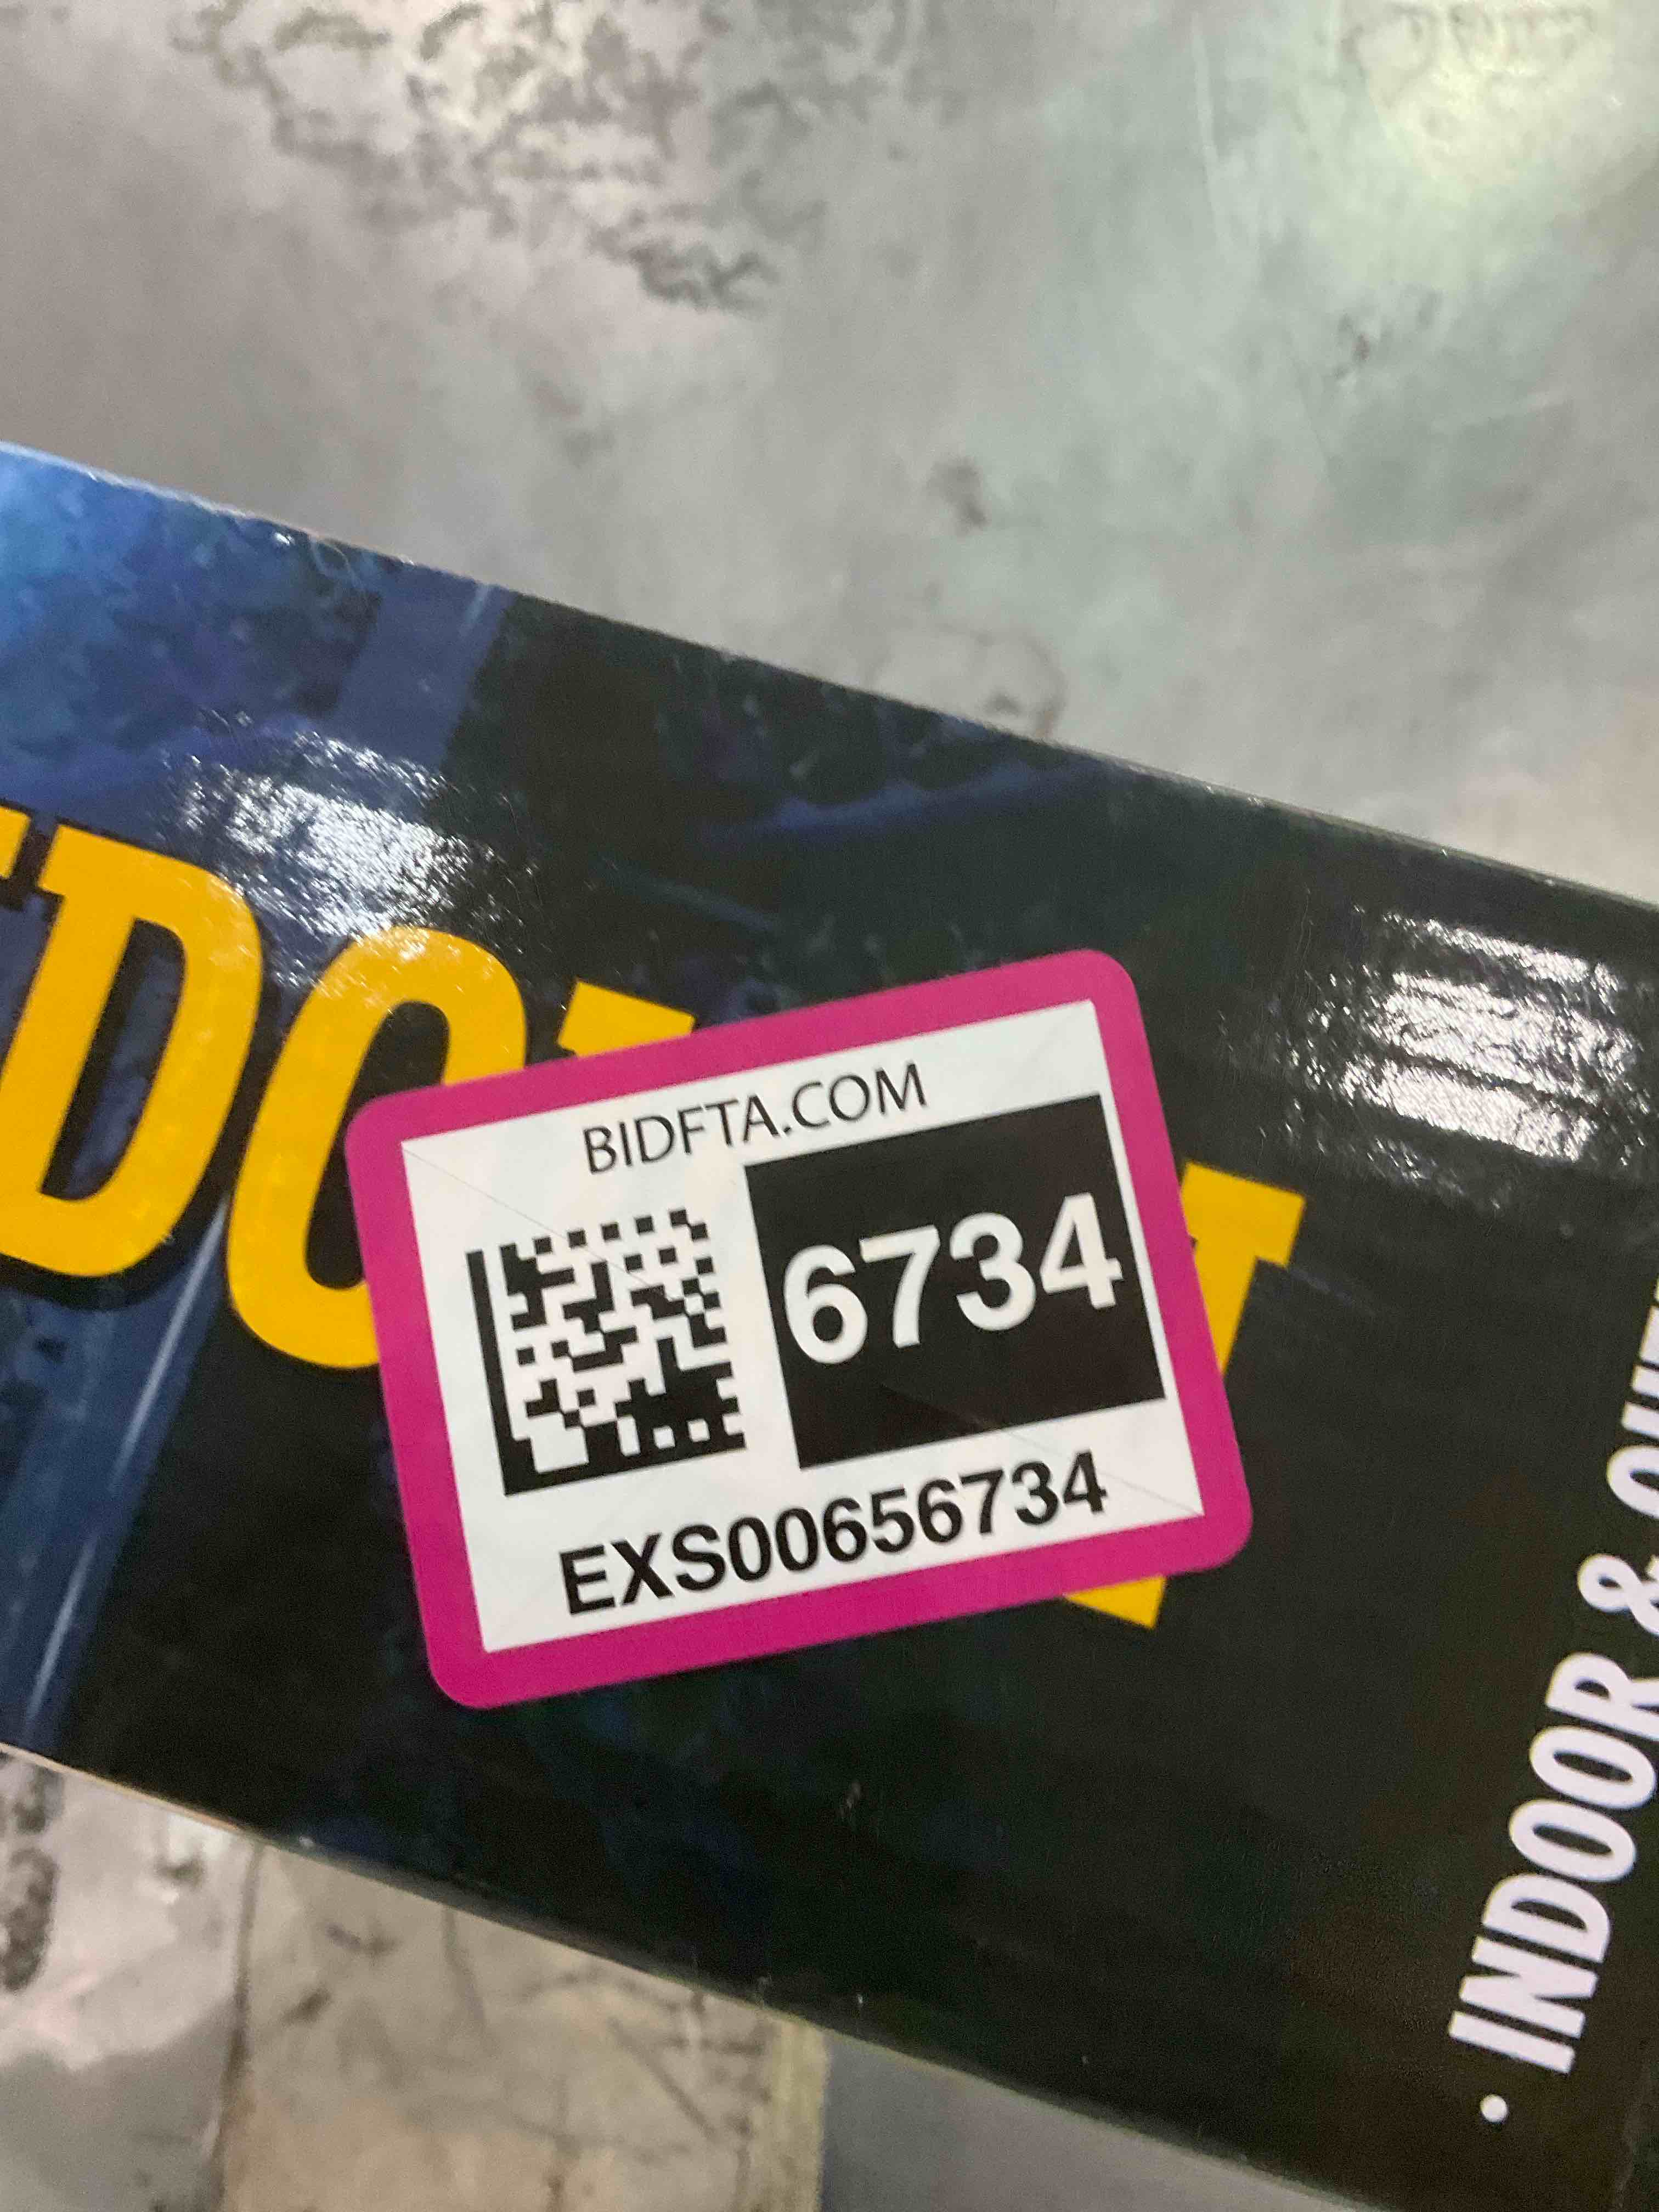 BIDFTA.COM
6734
EXS00656734
• INDOOR &